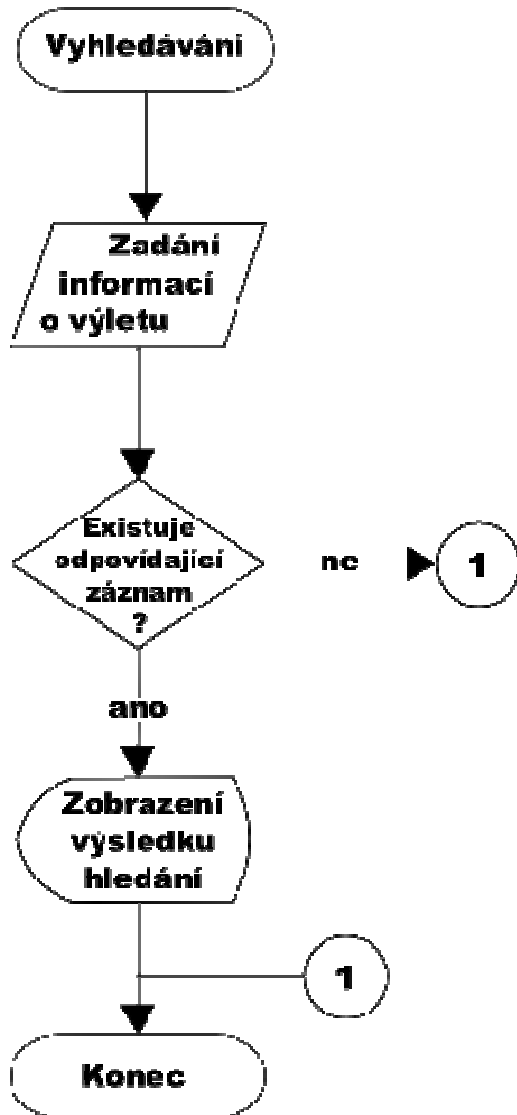 Vyhledávání
Zadání
informací
o výletu
Existuje
odpovídající
záznam
?
ne
1
ano
Zobrazení
výsledku
hledání
1
Konec